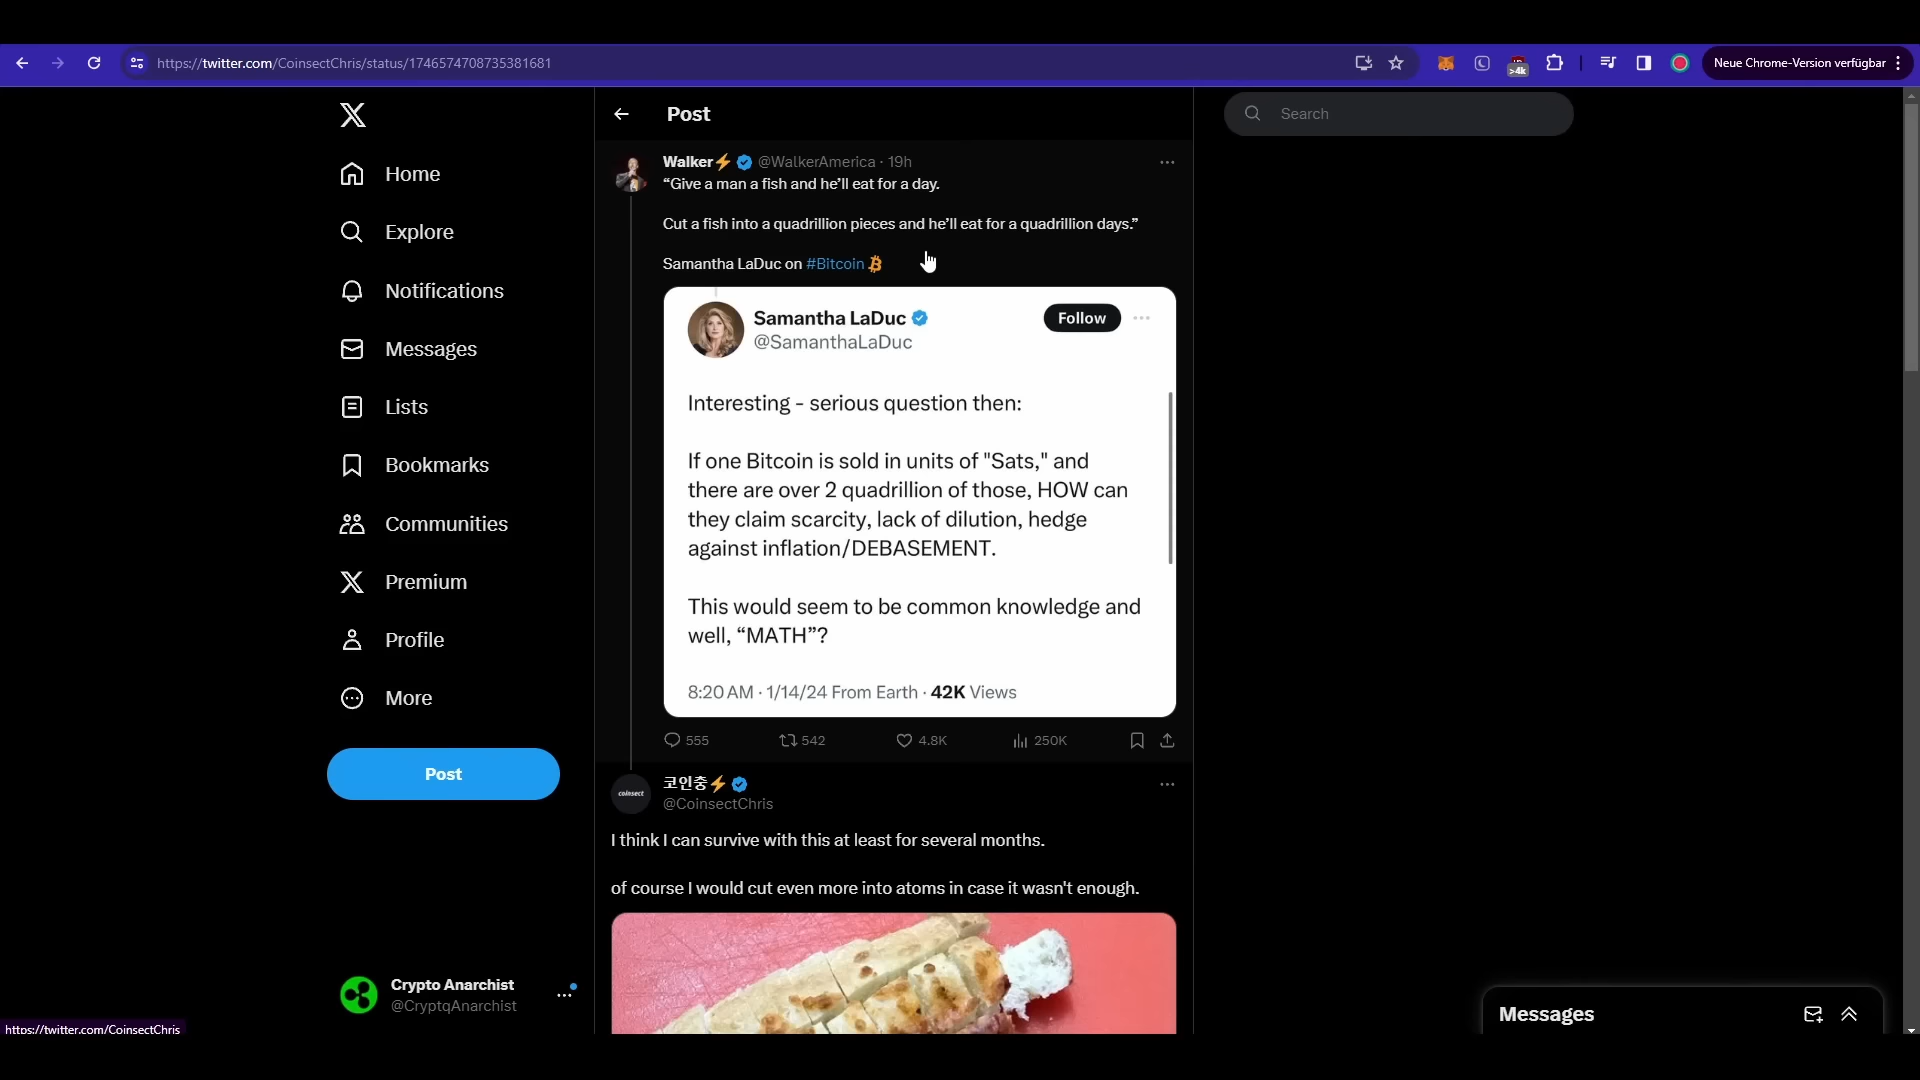 https://twitter.com/CoinsectChris/status/1746574708735381681
>4k
Neue Chrome-Version verfügbar
Home
Explore
Notifications
Messages
Lists
Bookmarks
Communities
Premium
Profile
More
Post
Crypto Anarchist
@CryptqAnarchist
https://twitter.com/CoinsectChris
Post
Walker⚡ @WalkerAmerica · 19h
“Give a man a fish and he’ll eat for a day.
Cut a fish into a quadrillion pieces and he’ll eat for a quadrillion days.”
Samantha LaDuc on #Bitcoin
Samantha LaDuc
@SamanthaLaDuc
Follow
Interesting - serious question then:
If one Bitcoin is sold in units of "Sats," and
there are over 2 quadrillion of those, HOW can
they claim scarcity, lack of dilution, hedge
against inflation/DEBASEMENT.
This would seem to be common knowledge and
well, “MATH”?
8:20 AM · 1/14/24 From Earth · 42K Views
555
542
4.8K
250K
coinsect
코인충⚡
@CoinsectChris
I think I can survive with this at least for several months.
of course I would cut even more into atoms in case it wasn't enough.
Search
Messages